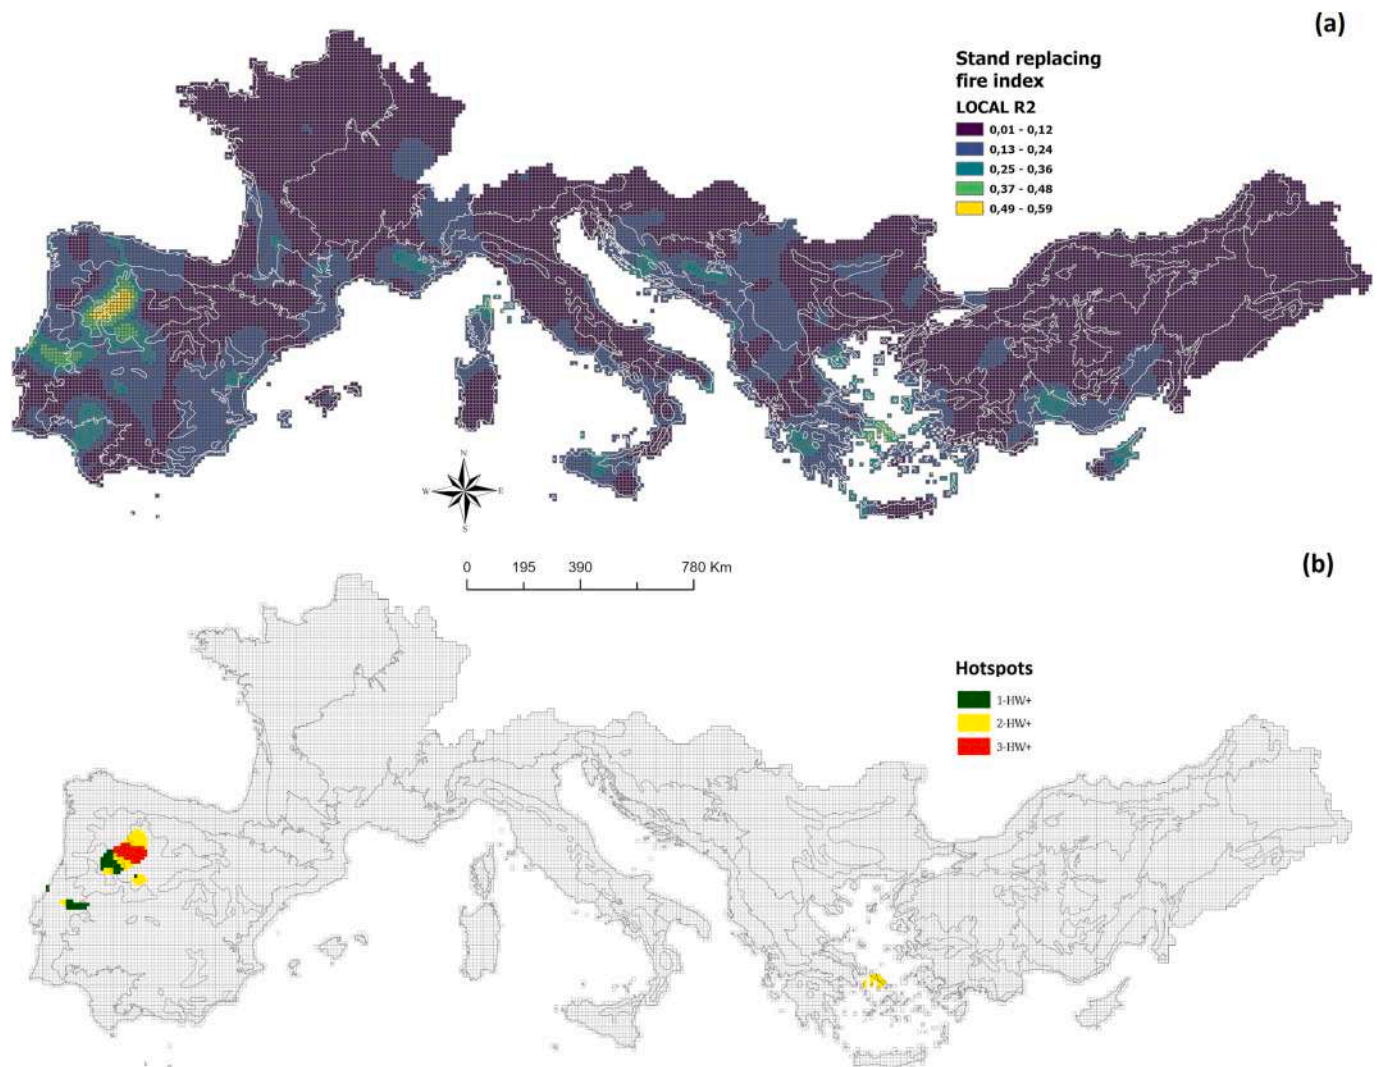 (a)
Stand replacing
fire index
LOCAL R2
0,01 - 0,12
0,13 - 0,24
0,25 - 0,36
0,37 - 0,48
0,49 - 0,59
N
W E
S
0 195 390 780 Km
(b)
Hotspots
1-HW+
2-HW+
3-HW+